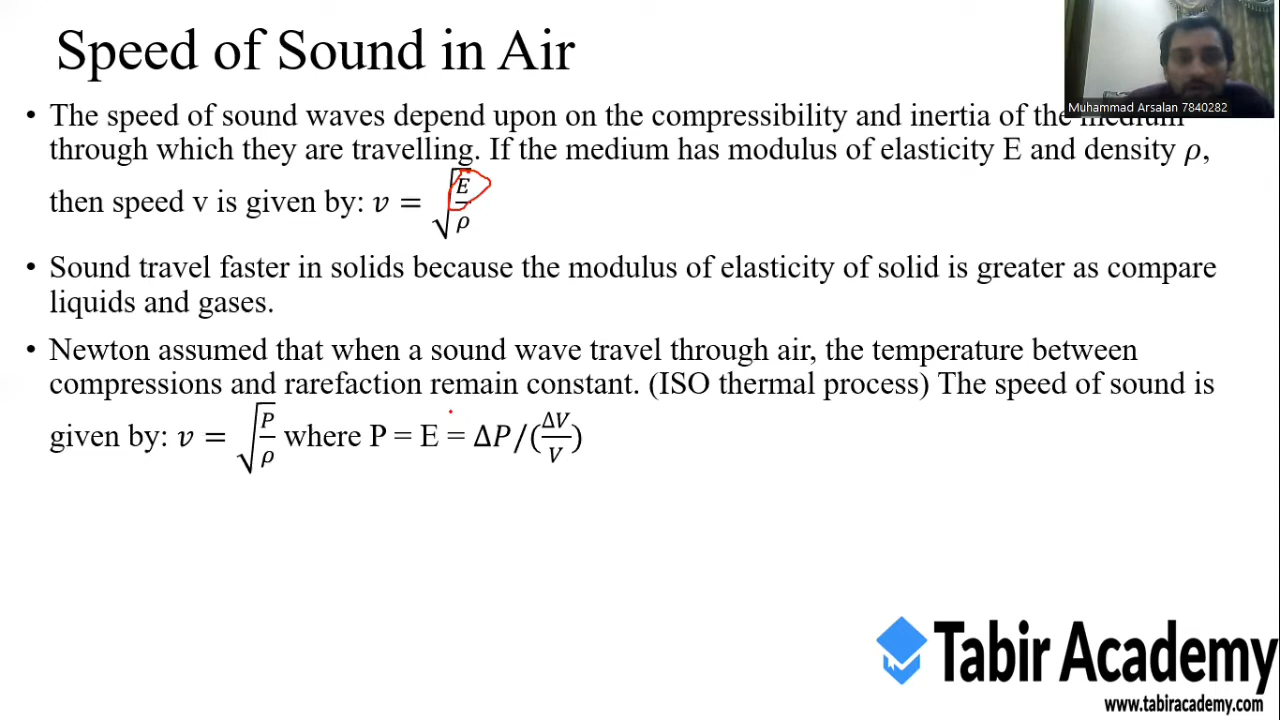 Speed of Sound in Air
Muhammad Arsalan 7840282
• The speed of sound waves depend upon on the compressibility and inertia of the medium
through which they are travelling. If the medium has modulus of elasticity E and density ρ,
then speed v is given by: v = √(E/ρ)
• Sound travel faster in solids because the modulus of elasticity of solid is greater as compare
liquids and gases.
• Newton assumed that when a sound wave travel through air, the temperature between
compressions and rarefaction remain constant. (ISO thermal process) The speed of sound is
given by: v = √(P/ρ) where P = E = ΔP/(ΔV/V)
Tabir Academy
www.tabiracademy.com